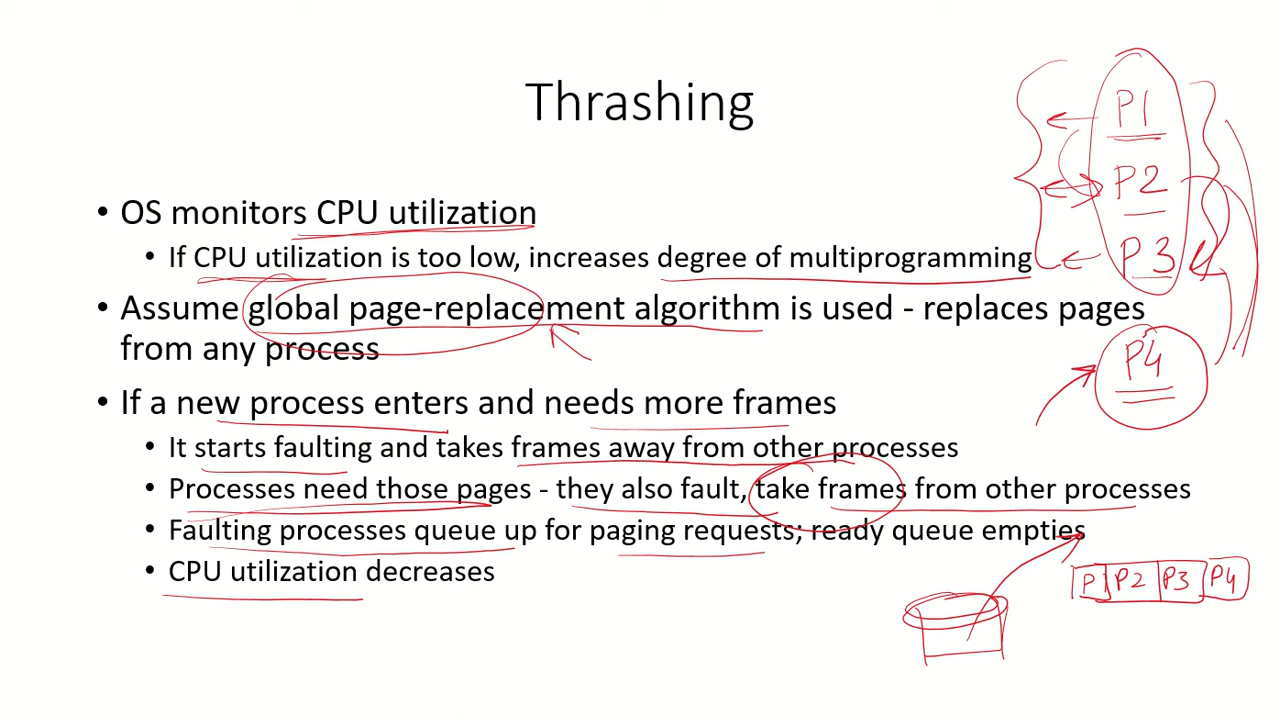 Thrashing
• OS monitors CPU utilization
• If CPU utilization is too low, increases degree of multiprogramming
• Assume global page-replacement algorithm is used - replaces pages
from any process
• If a new process enters and needs more frames
• It starts faulting and takes frames away from other processes
• Processes need those pages - they also fault, take frames from other processes
• Faulting processes queue up for paging requests; ready queue empties
• CPU utilization decreases
P1
P2
P3
P4
P P2 P3 P4